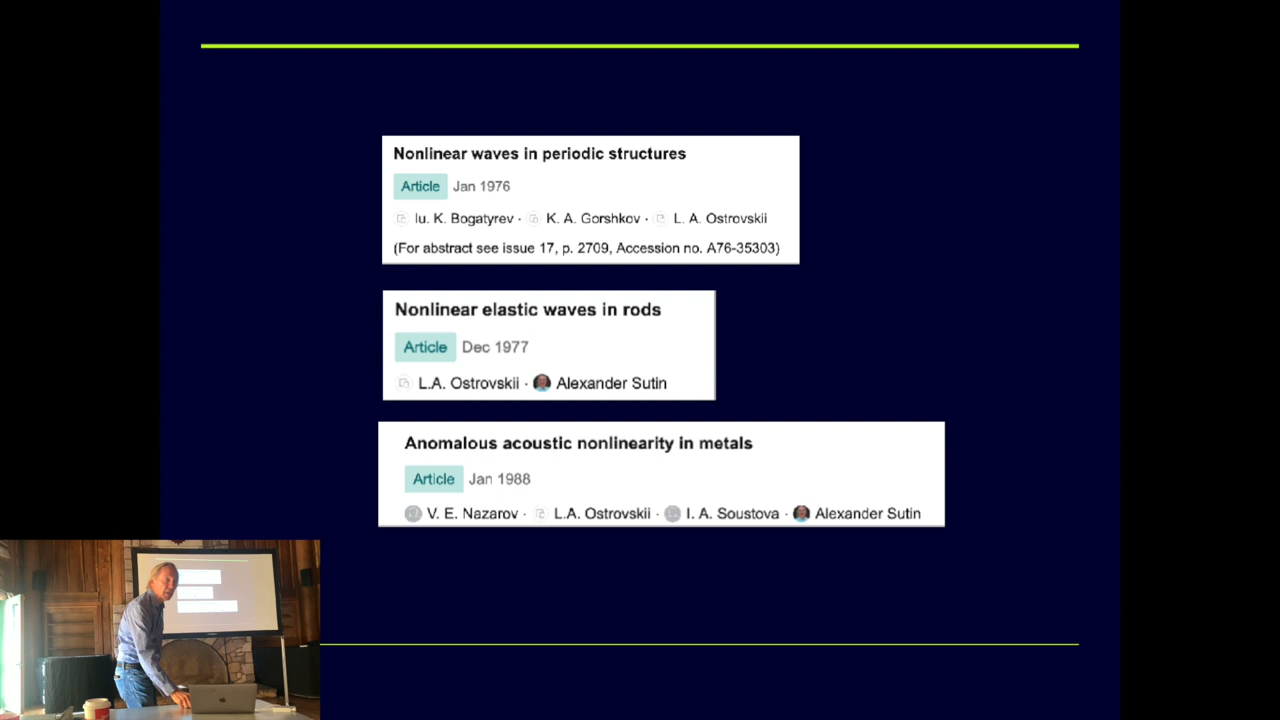 Nonlinear waves in periodic structures
Article Jan 1976
Iu. K. Bogatyrev · K. A. Gorshkov · L. A. Ostrovskii
(For abstract see issue 17, p. 2709, Accession no. A76-35303)
Nonlinear elastic waves in rods
Article Dec 1977
L.A. Ostrovskii · Alexander Sutin
Anomalous acoustic nonlinearity in metals
Article Jan 1988
V. E. Nazarov · L.A. Ostrovskii · I. A. Soustova · Alexander Sutin